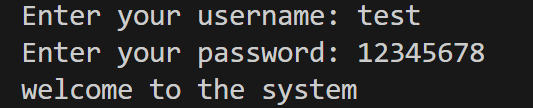 Enter your username: test
Enter your password: 12345678
welcome to the system